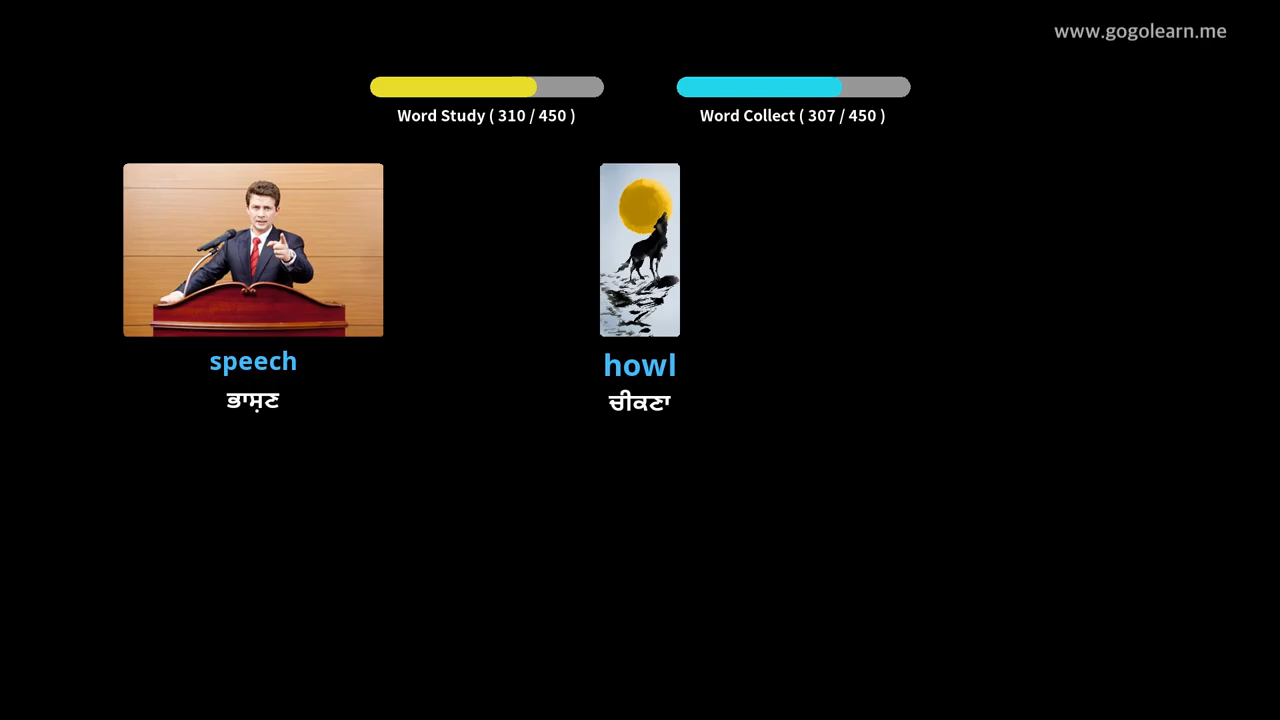 www.gogolearn.me
Word Study ( 310 / 450 )
Word Collect ( 307 / 450 )
speech
ਭਾਸ਼ਣ
howl
ਚੀਕਣਾ